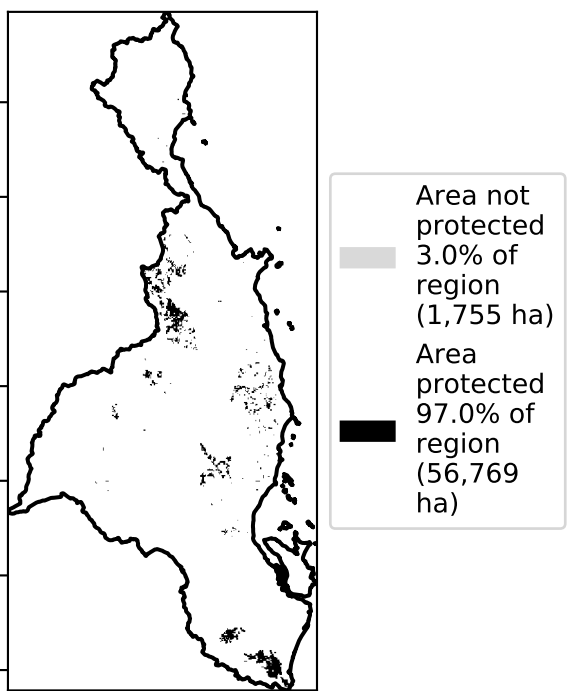 Area not
protected
3.0% of
region
(1,755 ha)
Area
protected
97.0% of
region
(56,769
ha)